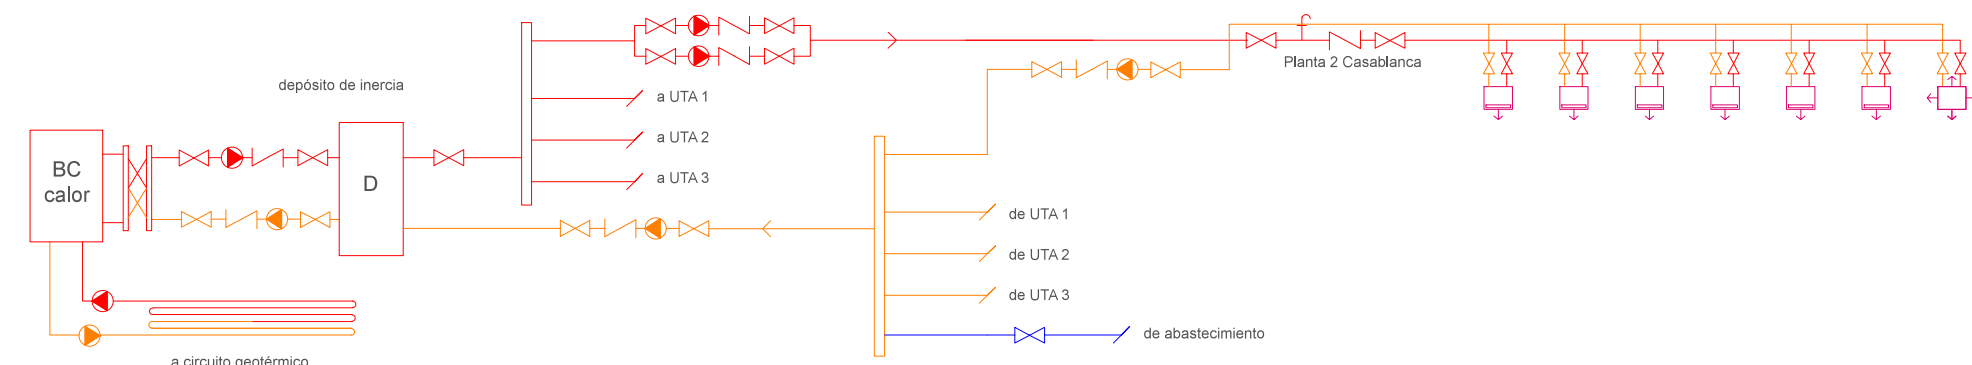 depósito de inercia
BC
calor
D
a UTA 1
a UTA 2
a UTA 3
Planta 2 Casablanca
de UTA 1
de UTA 2
de UTA 3
de abastecimiento
a circuito geotérmico